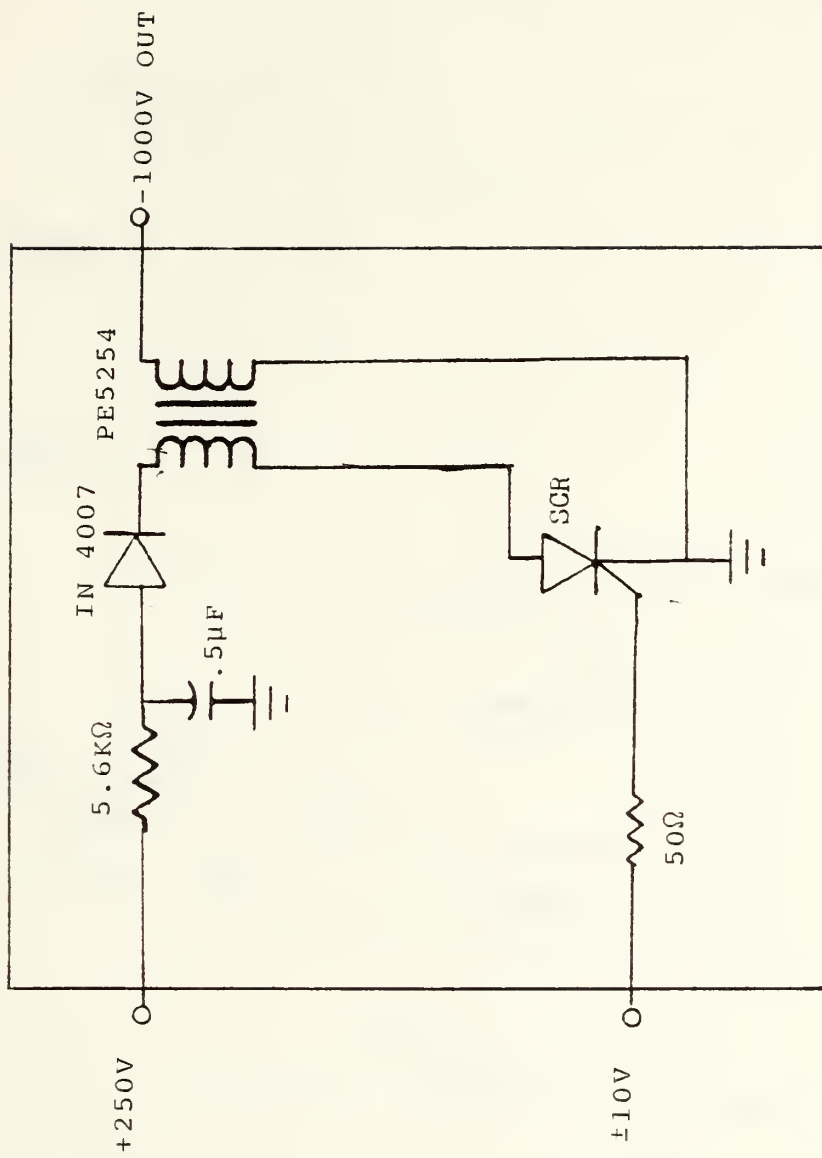 -1000V OUT
PE5254
IN 4007
.5µF
5.6KΩ
+250V
SCR
50Ω
±10V